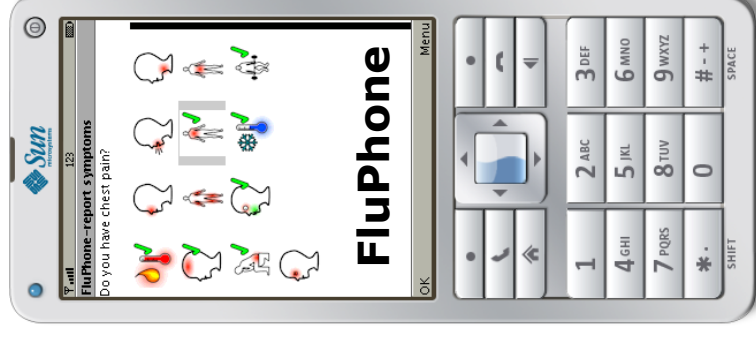 Sun
microsystems
123
FluPhone-report symptoms
Do you have chest pain?
FluPhone
OK
Menu
1
2 ABC
3 DEF
4 GHI
5 JKL
6 MNO
7 PQRS
8 TUV
9 WXYZ
*.
0
#-+
SHIFT
SPACE